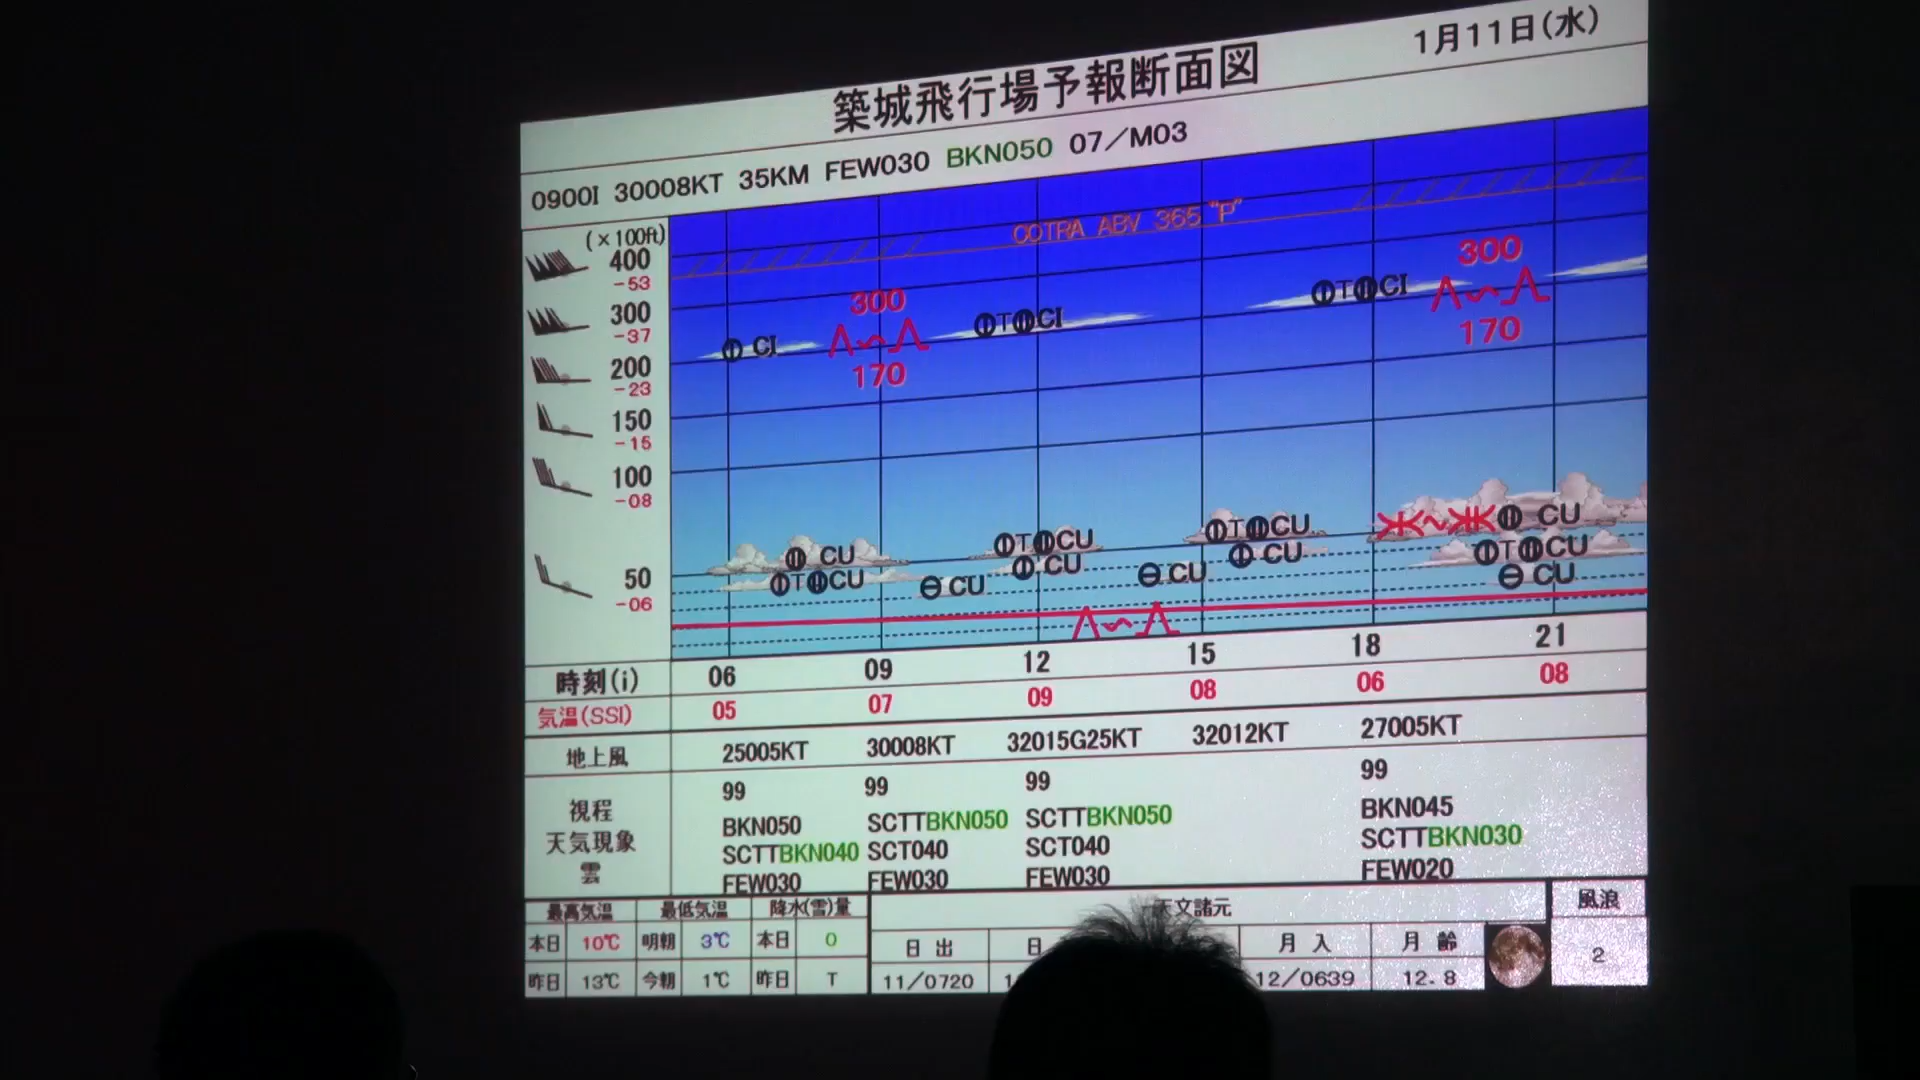 1月11日(水)
築城飛行場予報断面図
0900I 30008KT 35KM FEW030 BKN050 07/M03
(×100ft)
400
-53
300
-37
200
-23
150
-15
100
-08
50
-06
COTRA ABV 365 "P"
300
170
300
170
CI
T CI
T CI
CU
T CU
CU
T CU
CU
CU
T CU
CU
CU
T CU
CU
時刻(i) 06 09 12 15 18 21
気温(SSI) 05 07 09 08 06 08
地上風 25005KT 30008KT 32015G25KT 32012KT 27005KT
視程
天気現象
雲
99 99 99 99
BKN050 SCTTBKN050 SCTTBKN050 BKN045
SCTTBKN040 SCT040 SCT040 SCTTBKN030
FEW030 FEW030 FEW030 FEW020
最高気温 最低気温 降水(雪)量 天文諸元 風浪
本日 10℃ 明朝 3℃ 本日 0 日出 日 月入 月齢 2
昨日 13℃ 今朝 1℃ 昨日 T 11/0720 12/0639 12.8